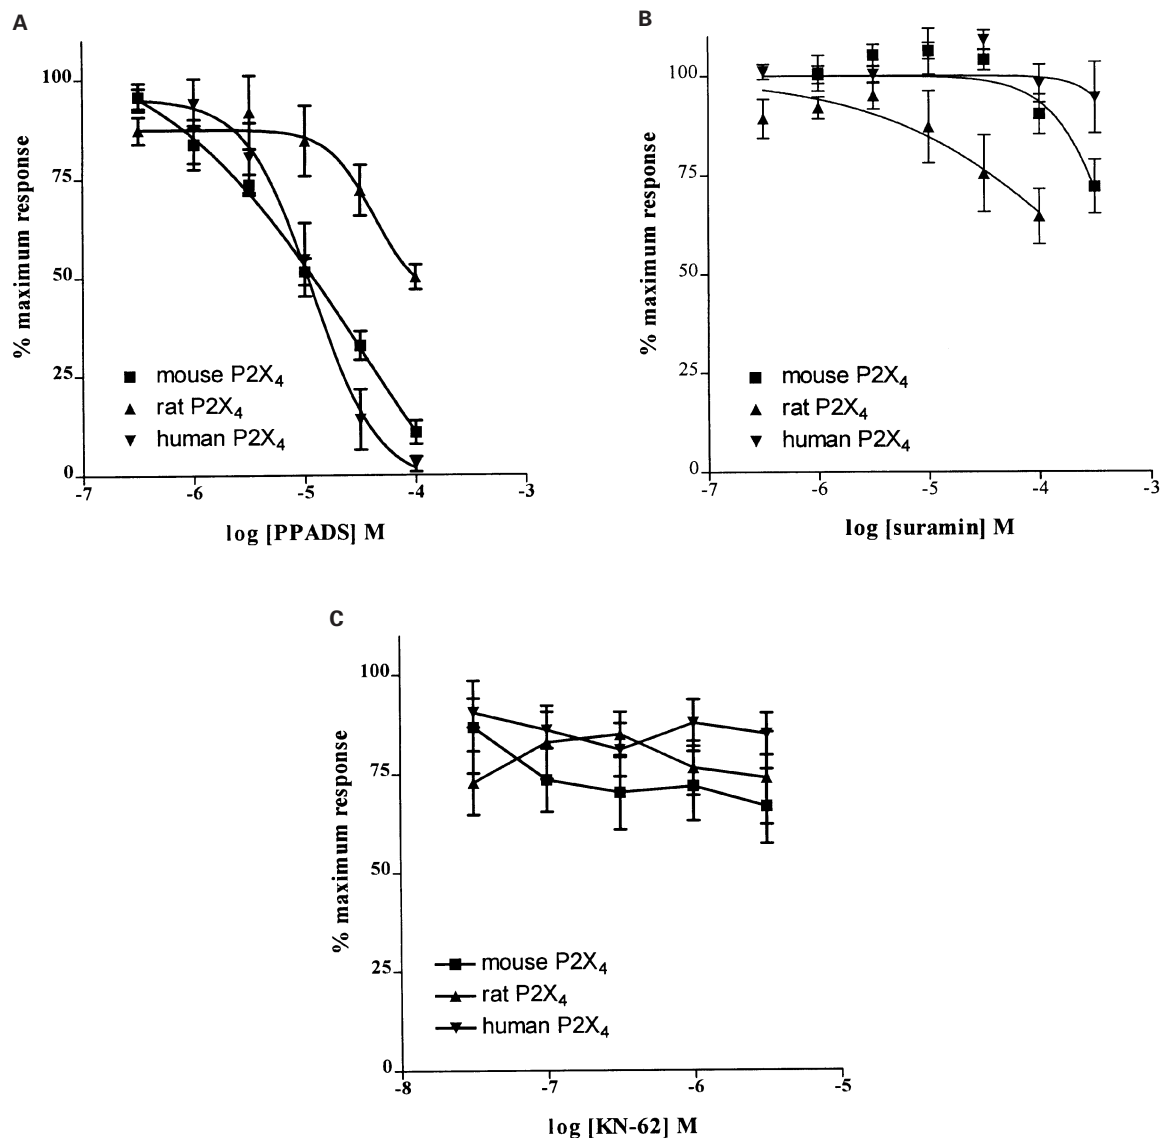 A
% maximum response
100
75
50
25
0
mouse P2X₄
rat P2X₄
human P2X₄
-7 -6 -5 -4 -3
log [PPADS] M
B
% maximum response
100
75
50
25
0
mouse P2X₄
rat P2X₄
human P2X₄
-7 -6 -5 -4 -3
log [suramin] M
C
% maximum response
100
75
50
25
0
mouse P2X₄
rat P2X₄
human P2X₄
-8 -7 -6 -5
log [KN-62] M